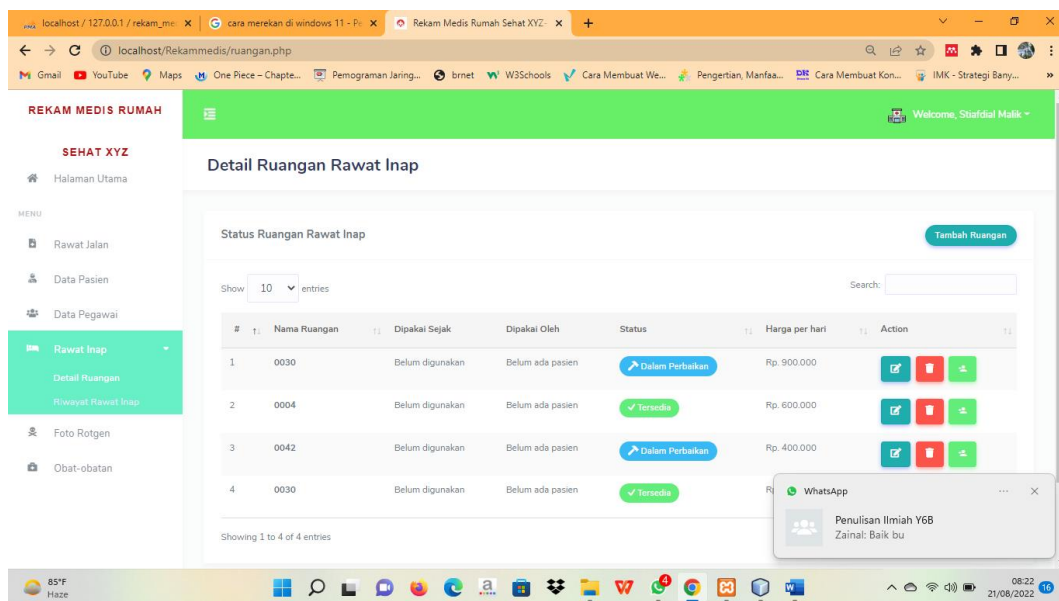 localhost / 127.0.0.1 / rekam_me
cara merekan di windows 11 - Pe
Rekam Medis Rumah Sehat XYZ-
localhost/Rekammedis/ruangan.php
Gmail YouTube Maps One Piece – Chapte... Pemograman Jaring... brnet W3Schools Cara Membuat We... Pengertian, Manfaa... Cara Membuat Kon... IMK - Strategi Bany... »
REKAM MEDIS RUMAH
SEHAT XYZ
Welcome, Stiafdial Malik
Halaman Utama
MENU
Rawat Jalan
Data Pasien
Data Pegawai
Rawat Inap
Detail Ruangan
Riwayat Rawat Inap
Foto Rotgen
Obat-obatan
Detail Ruangan Rawat Inap
Status Ruangan Rawat Inap
Tambah Ruangan
Show 10 entries
Search:
# Nama Ruangan Dipakai Sejak Dipakai Oleh Status Harga per hari Action
1 0030 Belum digunakan Belum ada pasien Dalam Perbaikan Rp. 900.000
2 0004 Belum digunakan Belum ada pasien Tersedia Rp. 600.000
3 0042 Belum digunakan Belum ada pasien Dalam Perbaikan Rp. 400.000
4 0030 Belum digunakan Belum ada pasien Tersedia
Showing 1 to 4 of 4 entries
WhatsApp
Penulisan Ilmiah Y6B
Zainal: Baik bu
85°F
Haze
4
08:22
21/08/2022
16